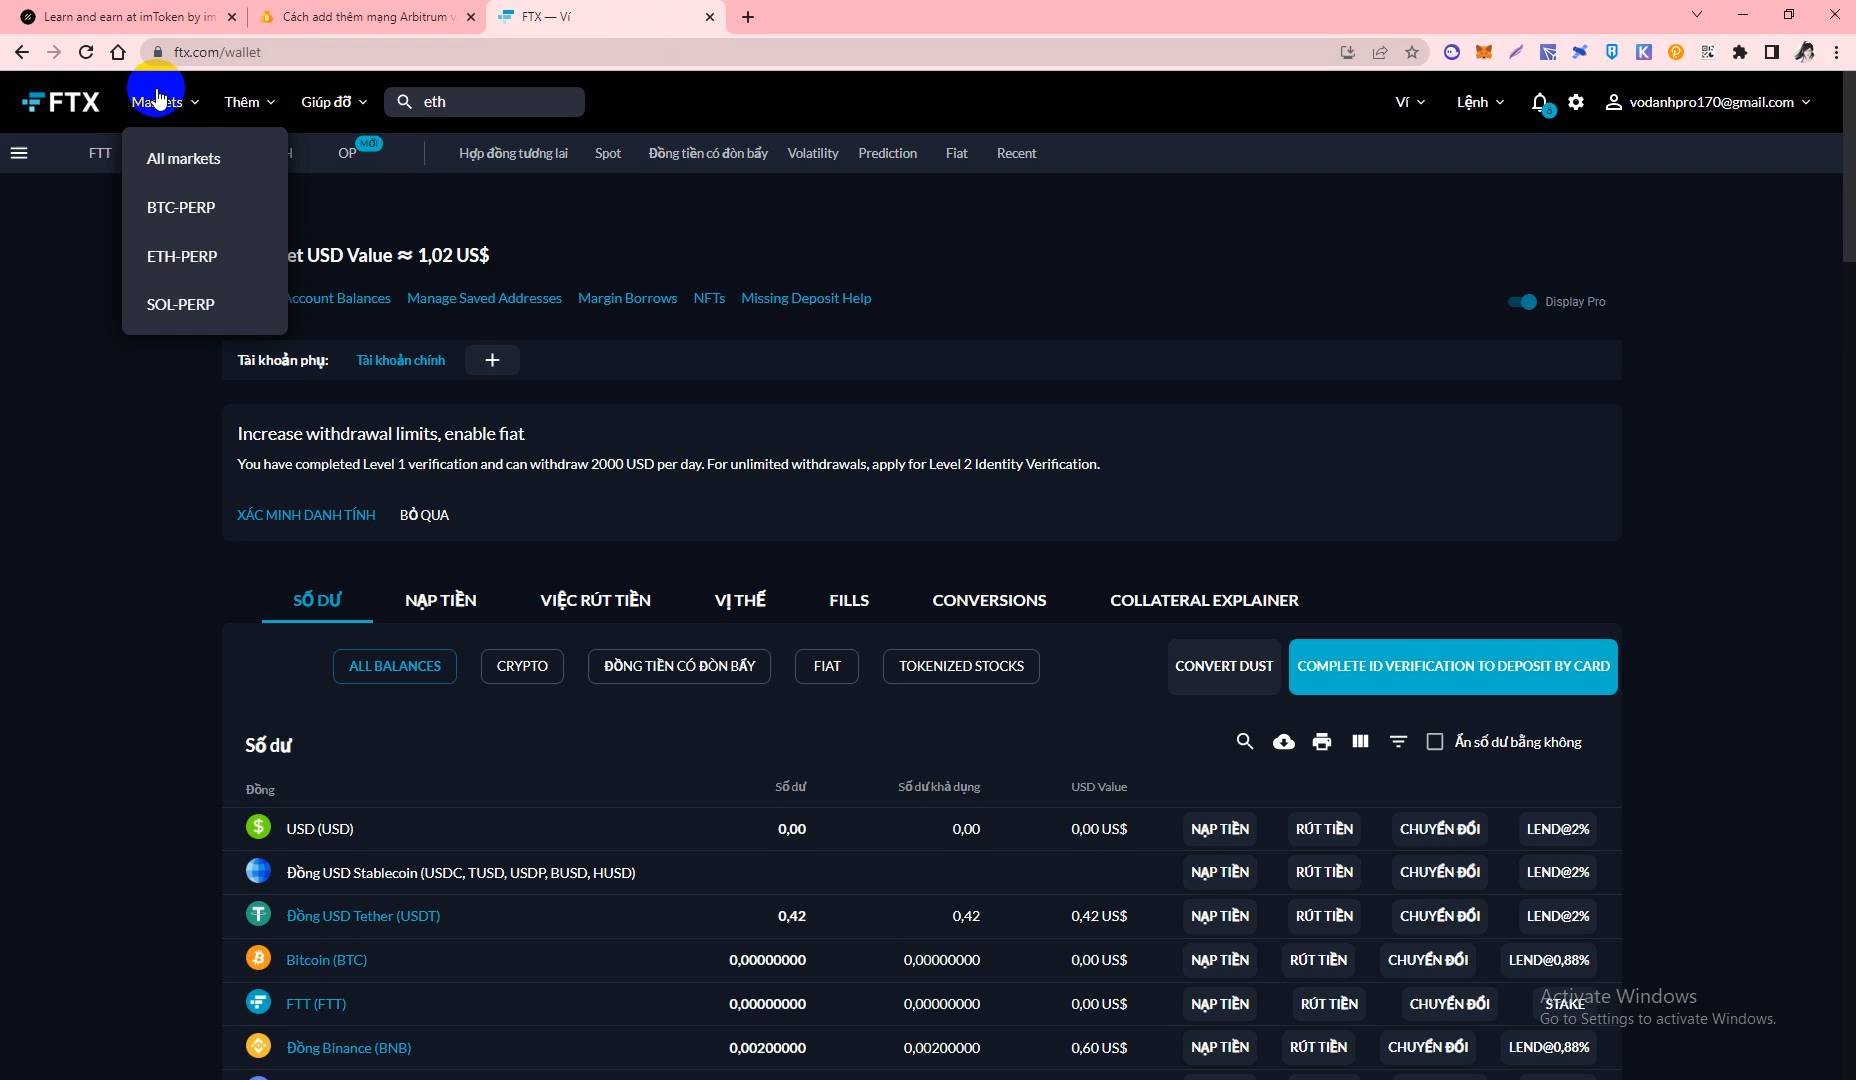 Learn and earn at imToken by im
Cách add thêm mạng Arbitrum v
FTX — Ví
ftx.com/wallet
FTX
Markets
Thêm
Giúp đỡ
eth
Ví
Lệnh
vodanhpro170@gmail.com
FTT
OP
MỚI
Hợp đồng tương lai
Spot
Đồng tiền có đòn bẩy
Volatility
Prediction
Fiat
Recent
All markets
BTC-PERP
ETH-PERP
SOL-PERP
et USD Value ≈ 1,02 US$
Account Balances
Manage Saved Addresses
Margin Borrows
NFTs
Missing Deposit Help
Display Pro
Tài khoản phụ:
Tài khoản chính
+
Increase withdrawal limits, enable fiat
You have completed Level 1 verification and can withdraw 2000 USD per day. For unlimited withdrawals, apply for Level 2 Identity Verification.
XÁC MINH DANH TÍNH
BỎ QUA
SỐ DƯ
NẠP TIỀN
VIỆC RÚT TIỀN
VỊ THẾ
FILLS
CONVERSIONS
COLLATERAL EXPLAINER
ALL BALANCES
CRYPTO
ĐỒNG TIỀN CÓ ĐÒN BẨY
FIAT
TOKENIZED STOCKS
CONVERT DUST
COMPLETE ID VERIFICATION TO DEPOSIT BY CARD
Số dư
Ẩn số dư bằng không
Đồng Số dư Số dư khả dụng USD Value
USD (USD) 0,00 0,00 0,00 US$ NẠP TIỀN RÚT TIỀN CHUYỂN ĐỔI LEND@2%
Đồng USD Stablecoin (USDC, TUSD, USDP, BUSD, HUSD) NẠP TIỀN RÚT TIỀN CHUYỂN ĐỔI LEND@2%
Đồng USD Tether (USDT) 0,42 0,42 0,42 US$ NẠP TIỀN RÚT TIỀN CHUYỂN ĐỔI LEND@2%
Bitcoin (BTC) 0,00000000 0,00000000 0,00 US$ NẠP TIỀN RÚT TIỀN CHUYỂN ĐỔI LEND@0,88%
FTT (FTT) 0,00000000 0,00000000 0,00 US$ NẠP TIỀN RÚT TIỀN CHUYỂN ĐỔI STAKE
Đồng Binance (BNB) 0,00200000 0,00200000 0,60 US$ NẠP TIỀN RÚT TIỀN CHUYỂN ĐỔI LEND@0,88%
Activate Windows
Go to Settings to activate Windows.